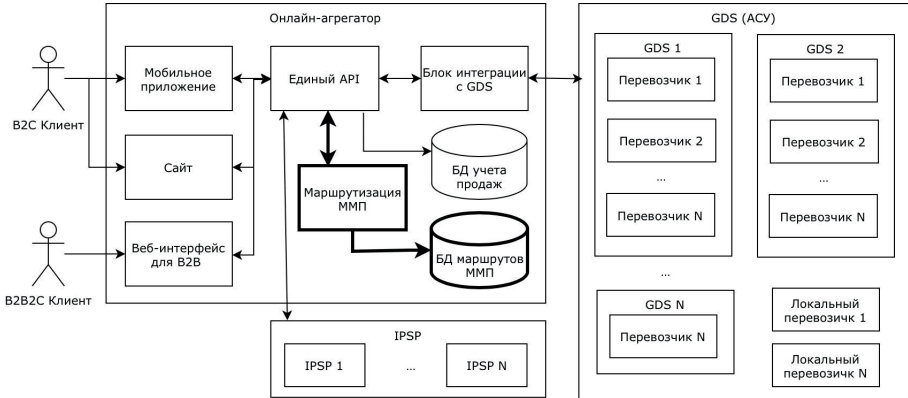 Онлайн-агрегатор
B2C Клиент
Мобильное
приложение
Единый API
Блок интеграции
с GDS
Сайт
Маршрутизация
ММП
БД учета
продаж
B2B2C Клиент
Веб-интерфейс
для B2B
БД маршрутов
ММП
IPSP
IPSP 1
...
IPSP N
GDS (АСУ)
GDS 1
Перевозчик 1
Перевозчик 2
...
Перевозчик N
GDS 2
Перевозчик 1
Перевозчик 2
...
Перевозчик N
...
GDS N
Перевозчик N
Локальный
перевозичк 1
Локальный
перевозичк N